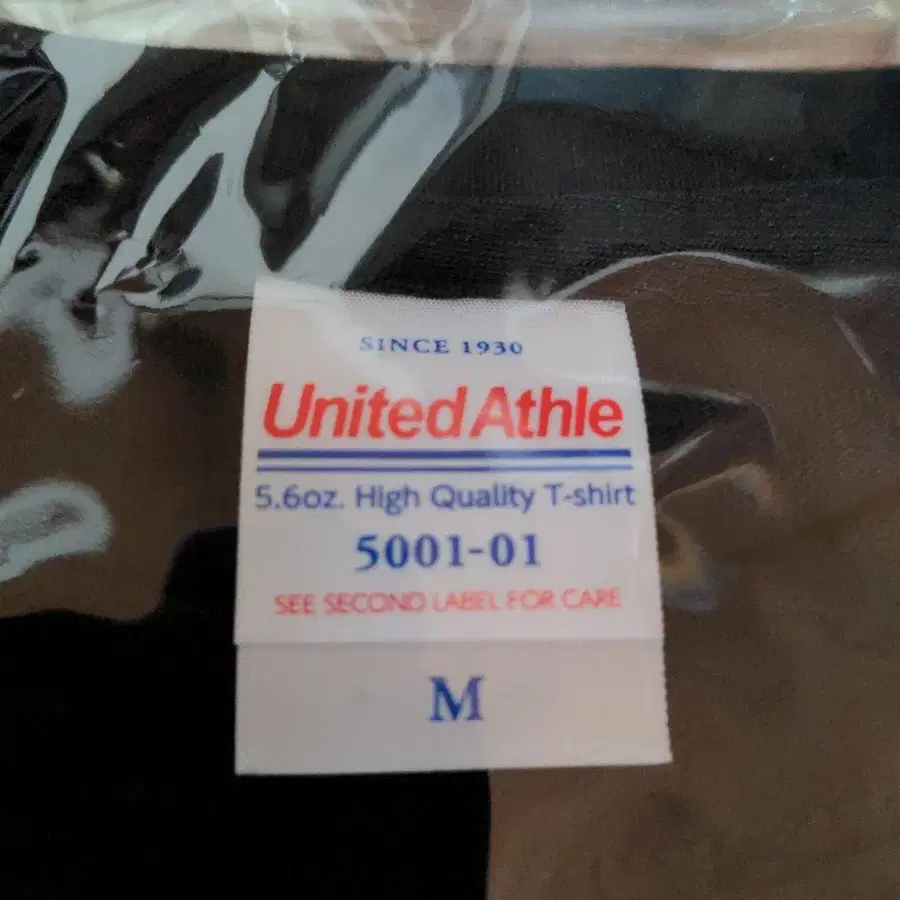 SINCE 1930
United Athle
5.6oz. High Quality T-shirt
5001-01
SEE SECOND LABEL FOR CARE
M